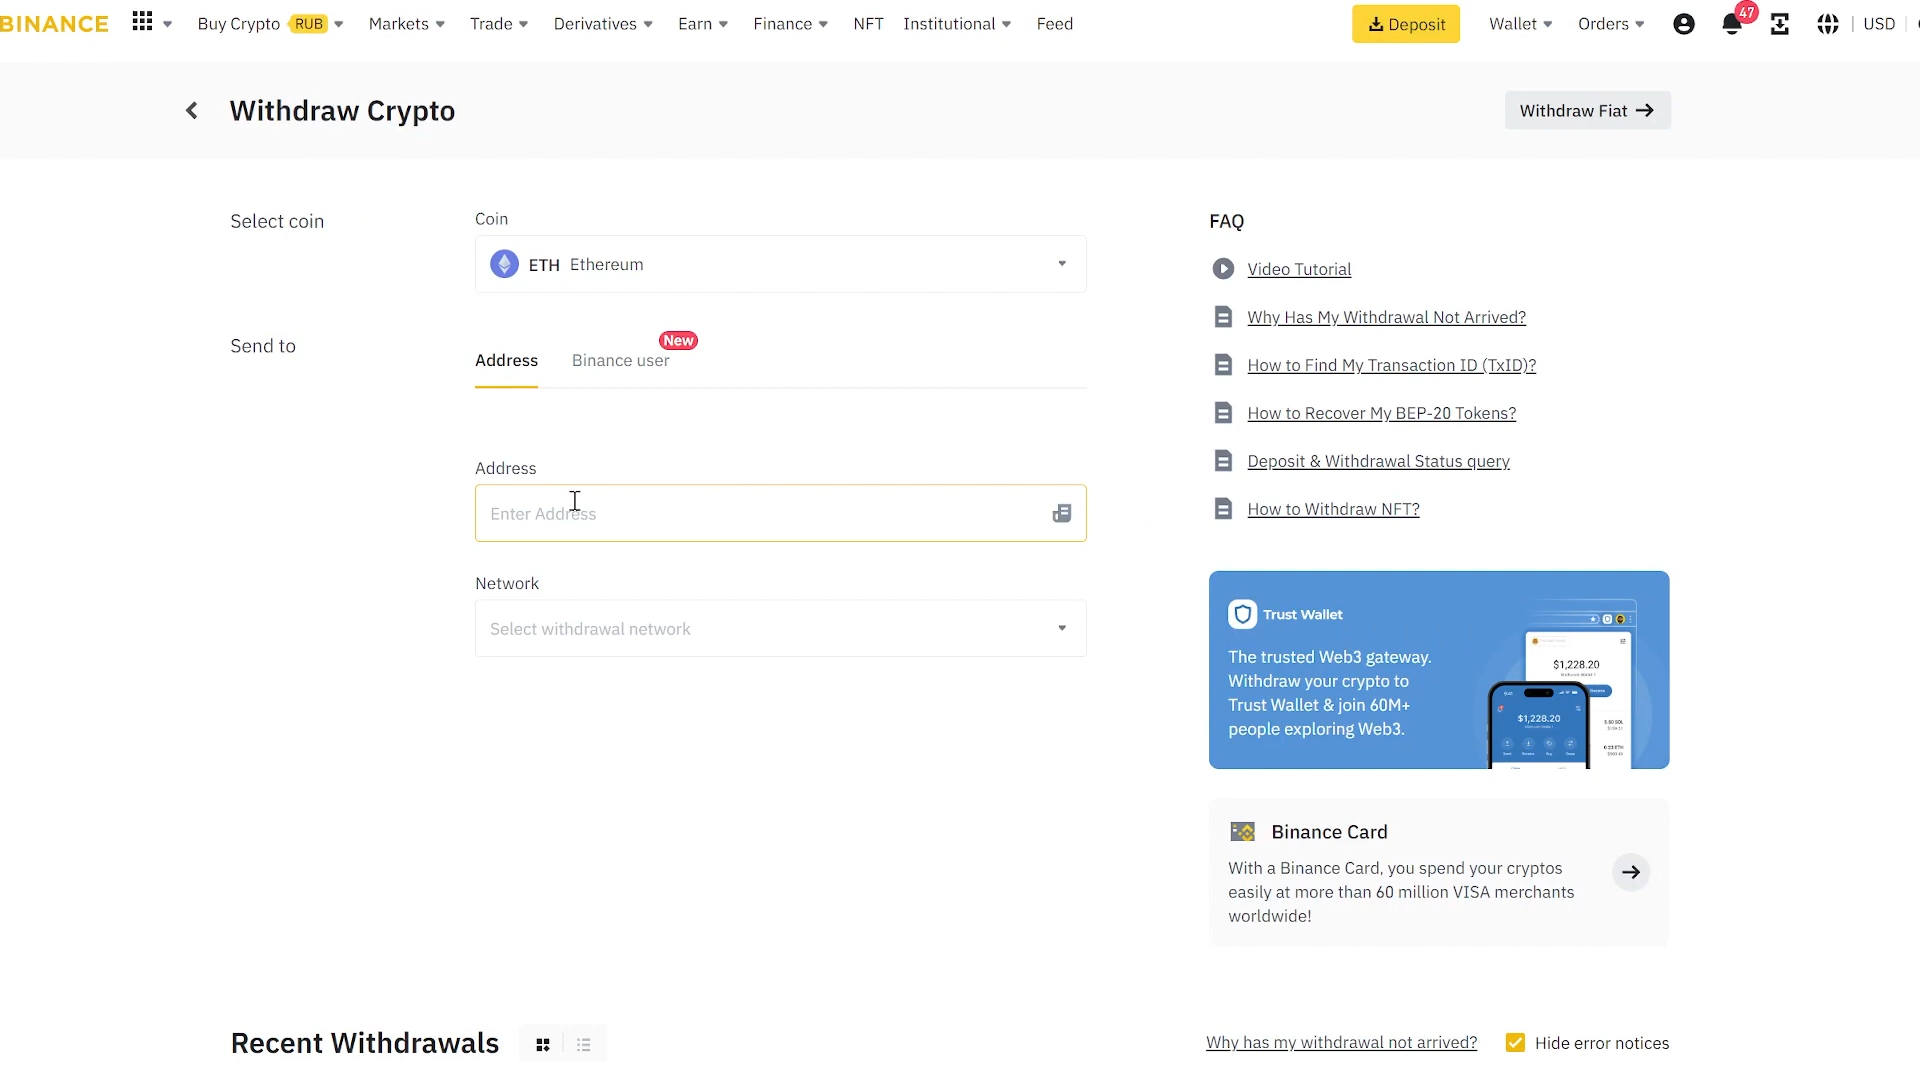 BINANCE
Buy Crypto RUB Markets Trade Derivatives Earn Finance NFT Institutional Feed Deposit Wallet Orders 47 USD
Withdraw Crypto
Withdraw Fiat
Select coin
Coin
ETH Ethereum
Send to
Address
Binance user
New
Address
Enter Address
Network
Select withdrawal network
FAQ
Video Tutorial
Why Has My Withdrawal Not Arrived?
How to Find My Transaction ID (TxID)?
How to Recover My BEP-20 Tokens?
Deposit & Withdrawal Status query
How to Withdraw NFT?
Trust Wallet
The trusted Web3 gateway.
Withdraw your crypto to
Trust Wallet & join 60M+
people exploring Web3.
$1,228.20
$1,228.20
Binance Card
With a Binance Card, you spend your cryptos
easily at more than 60 million VISA merchants
worldwide!
Recent Withdrawals
Why has my withdrawal not arrived?
Hide error notices